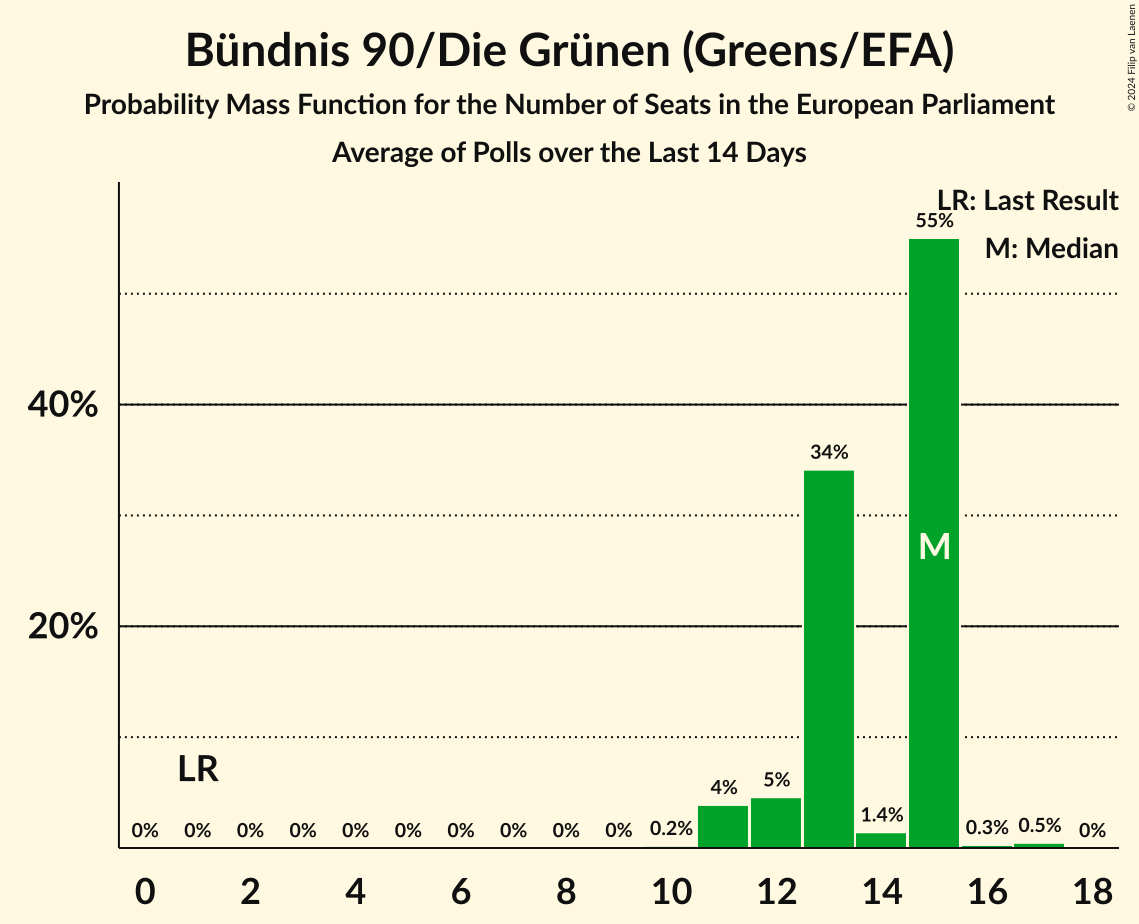 Bündnis 90/Die Grünen (Greens/EFA)
Probability Mass Function for the Number of Seats in the European Parliament
Average of Polls over the Last 14 Days
© 2024 Filip van Laenen
LR: Last Result
M: Median
55%
40%
34%
M
20%
LR
0% 0% 0% 0% 0% 0% 0% 0% 0% 0% 0.2% 4% 5% 1.4% 0.3% 0.5% 0%
0 2 4 6 8 10 12 14 16 18